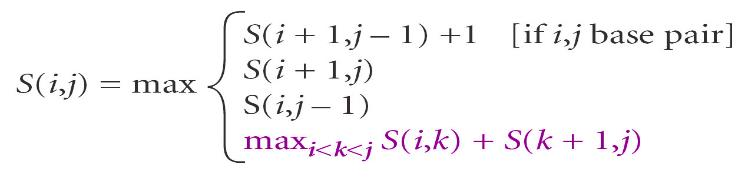 S(i + 1,j – 1) +1 [if i,j base pair]
S(i + 1,j)
S(i,j) = max
S(i,j – 1)
max_{i<k<j} S(i,k) + S(k + 1,j)